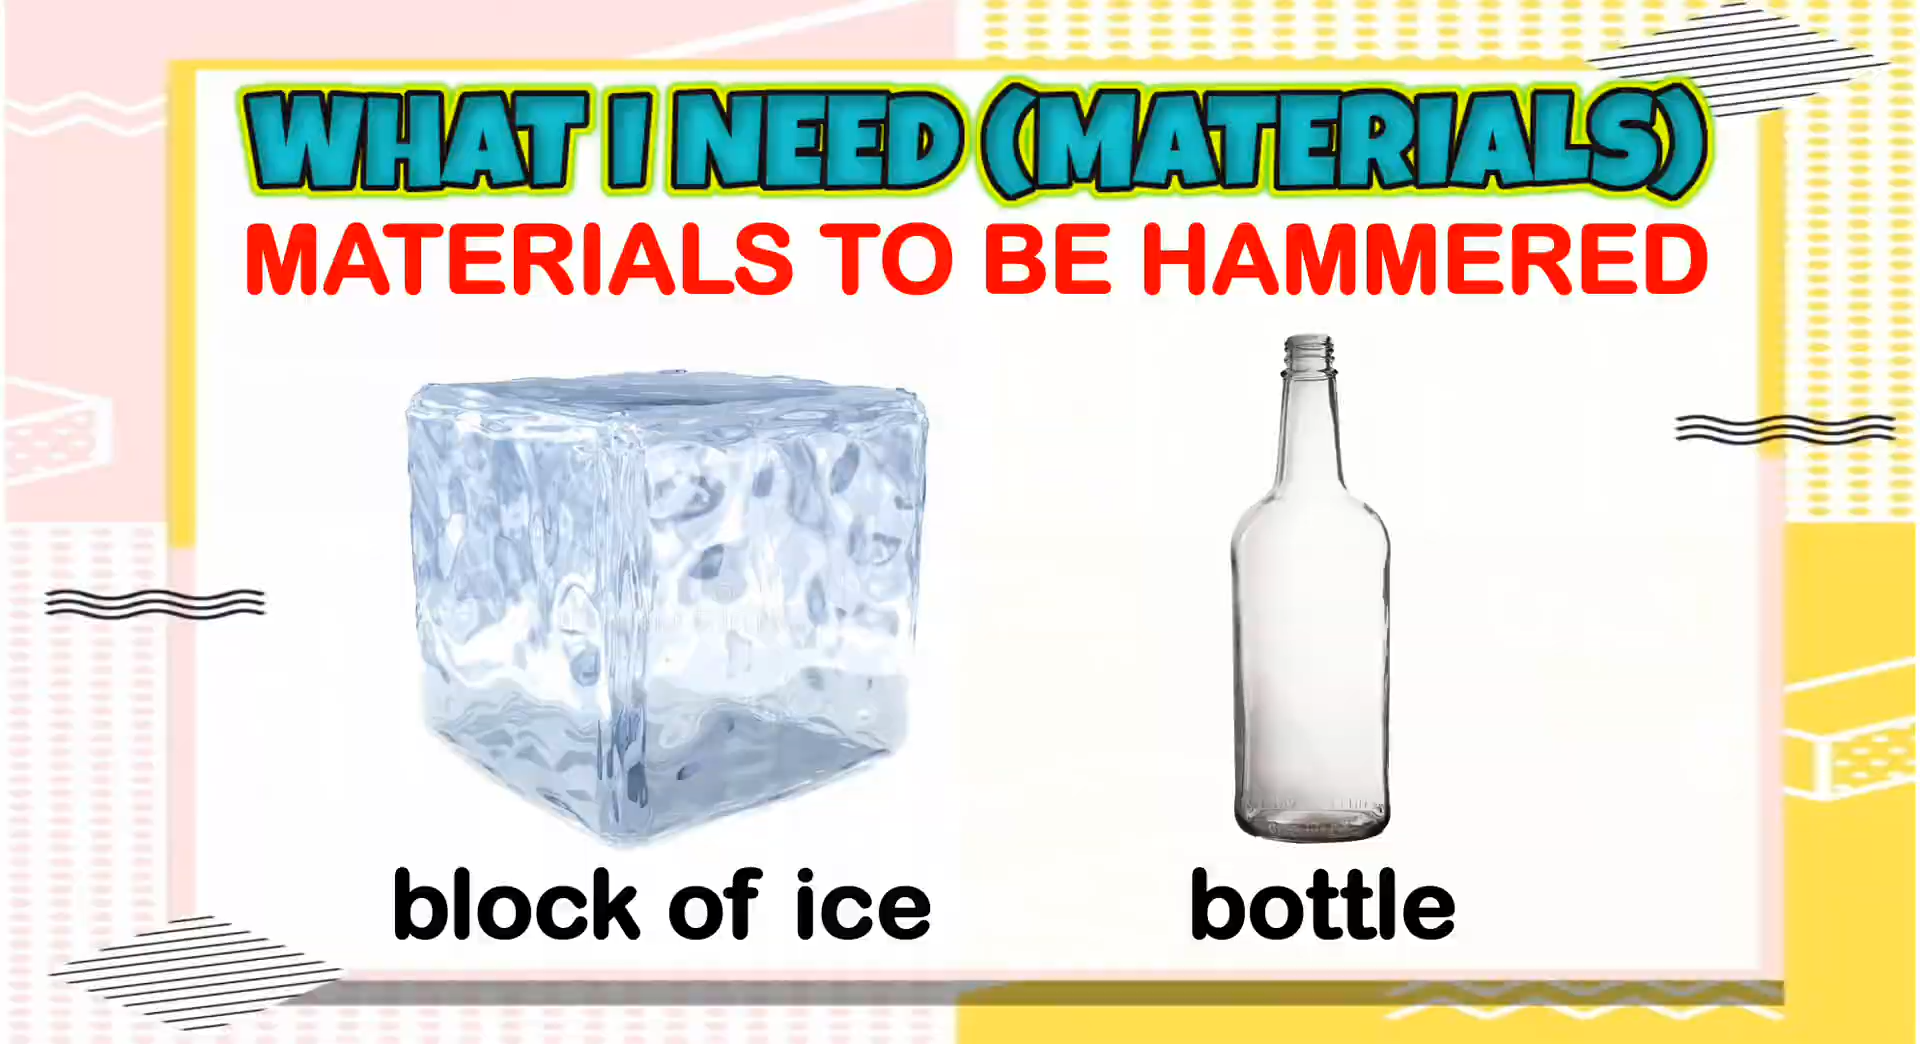 WHAT I NEED (MATERIALS)
MATERIALS TO BE HAMMERED
block of ice
bottle